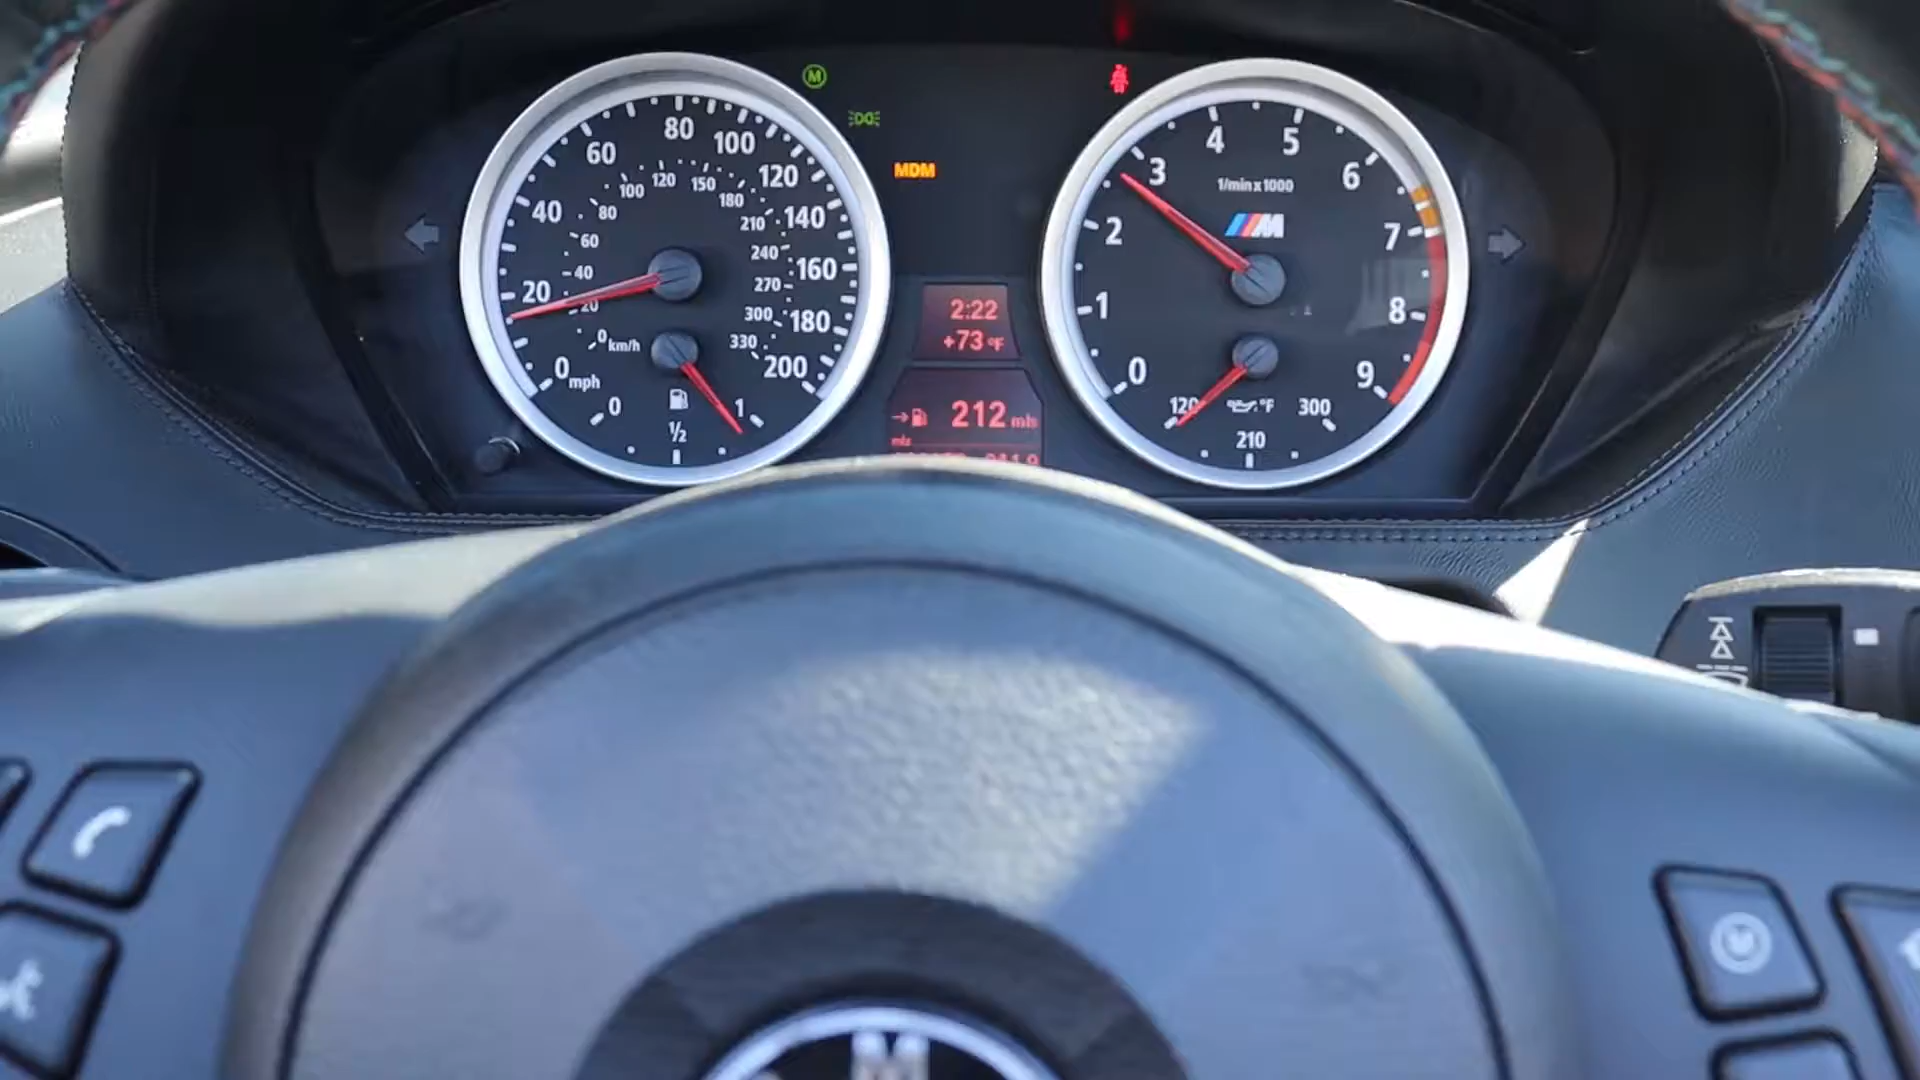 M
MDM
0 20 40 60 80 100 120 140 160 180 200
mph
0 20 40 60 80 100 120 150 180 210 240 270 300 330
km/h
0 1/2 1
2:22
+73 °F
→ 212 mls
mls
0 1 2 3 4 5 6 7 8 9
1/min x 1000
M
120 °F 300
210
M
M